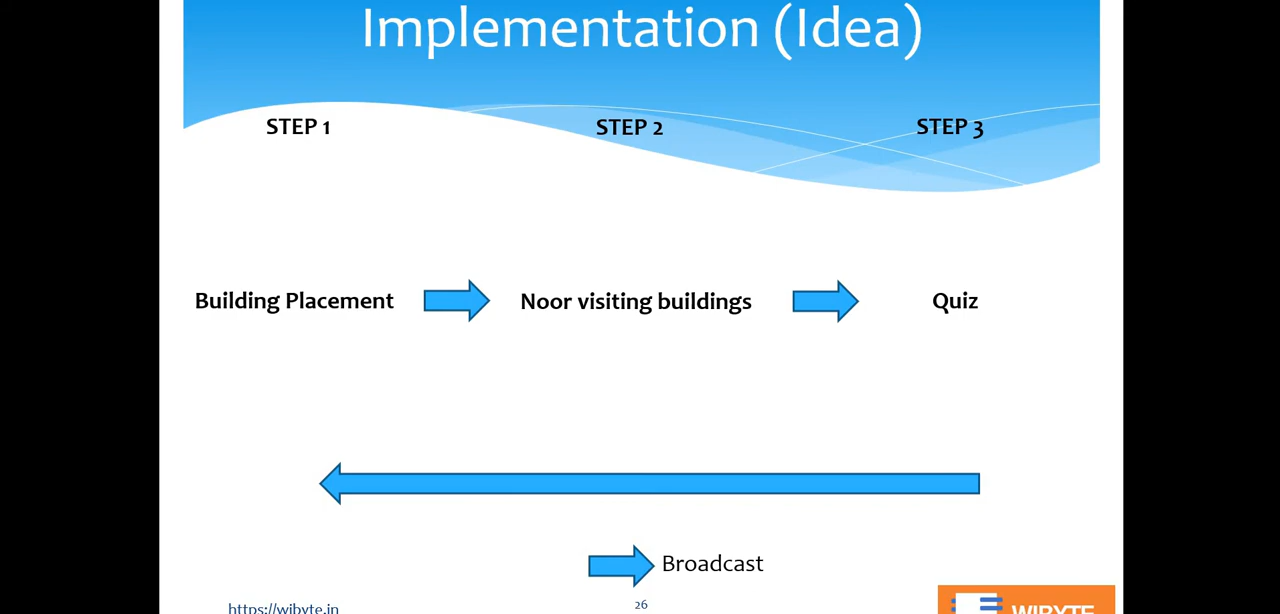 Implementation (Idea)
STEP 1
STEP 2
STEP 3
Building Placement
Noor visiting buildings
Quiz
Broadcast
https://wibyte.in
26
WIBYTE